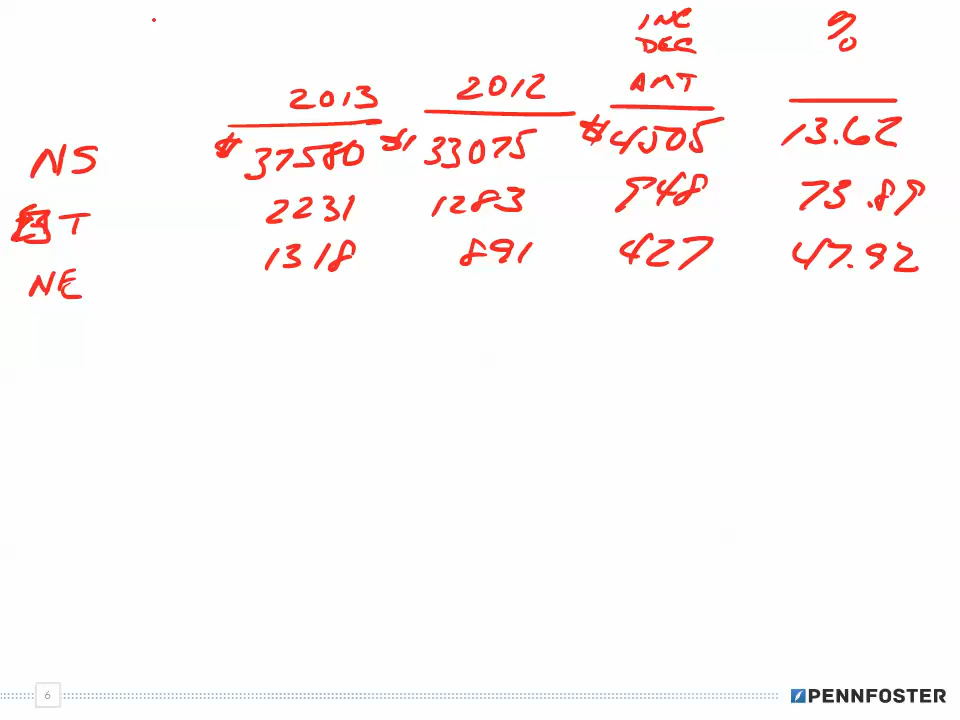 INC
DEC
AMT
%
2013 2012
NS $ 37580 $ 33075 $ 4505 13.62
T 2231 1283 948 73.89
NE 1318 891 427 47.92
6
PENNFOSTER